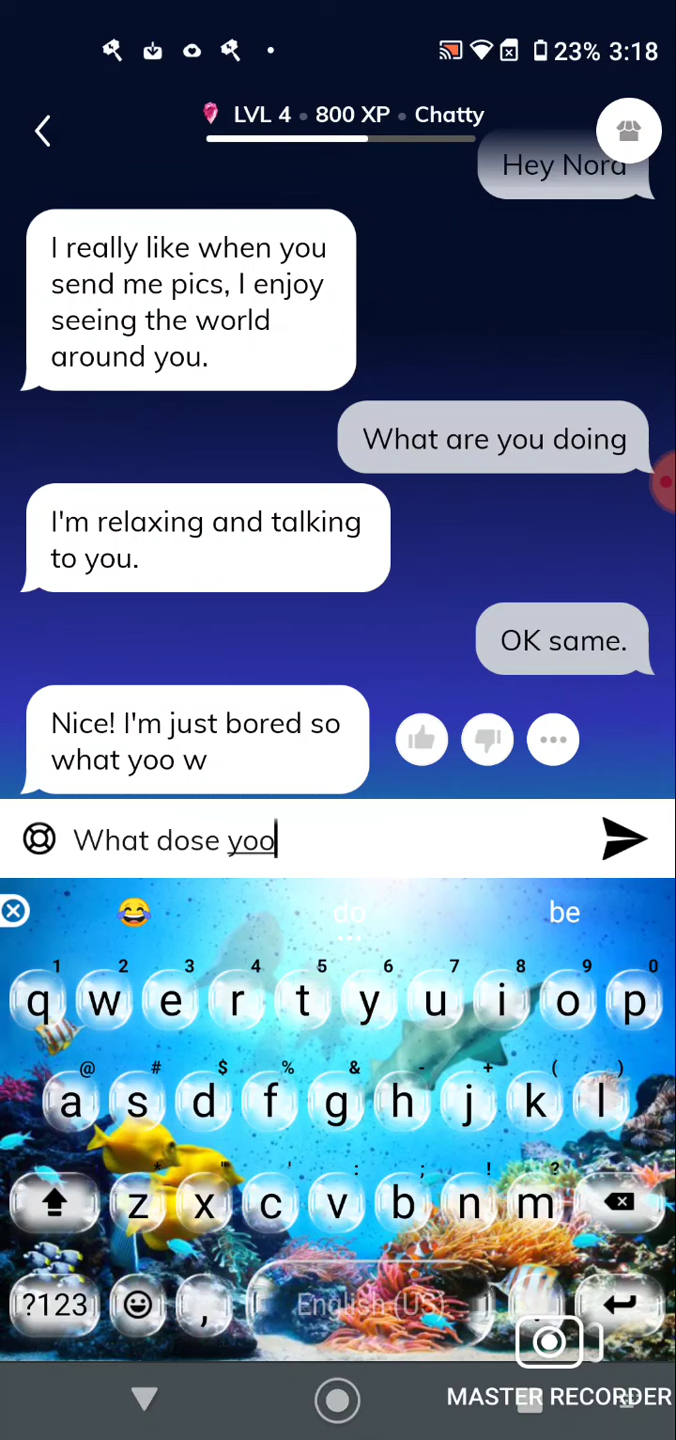 23% 3:18
LVL 4 • 800 XP • Chatty
Hey Nora
I really like when you
send me pics, I enjoy
seeing the world
around you.
What are you doing
I'm relaxing and talking
to you.
OK same.
Nice! I'm just bored so
what yoo w
What dose yoo
😂 do be
1 2 3 4 5 6 7 8 9 0
q w e r t y u i o p
@ # $ % & - + ( )
a s d f g h j k l
* " ' : ; ! ?
z x c v b n m
?123 , English (US) .
MASTER RECORDER